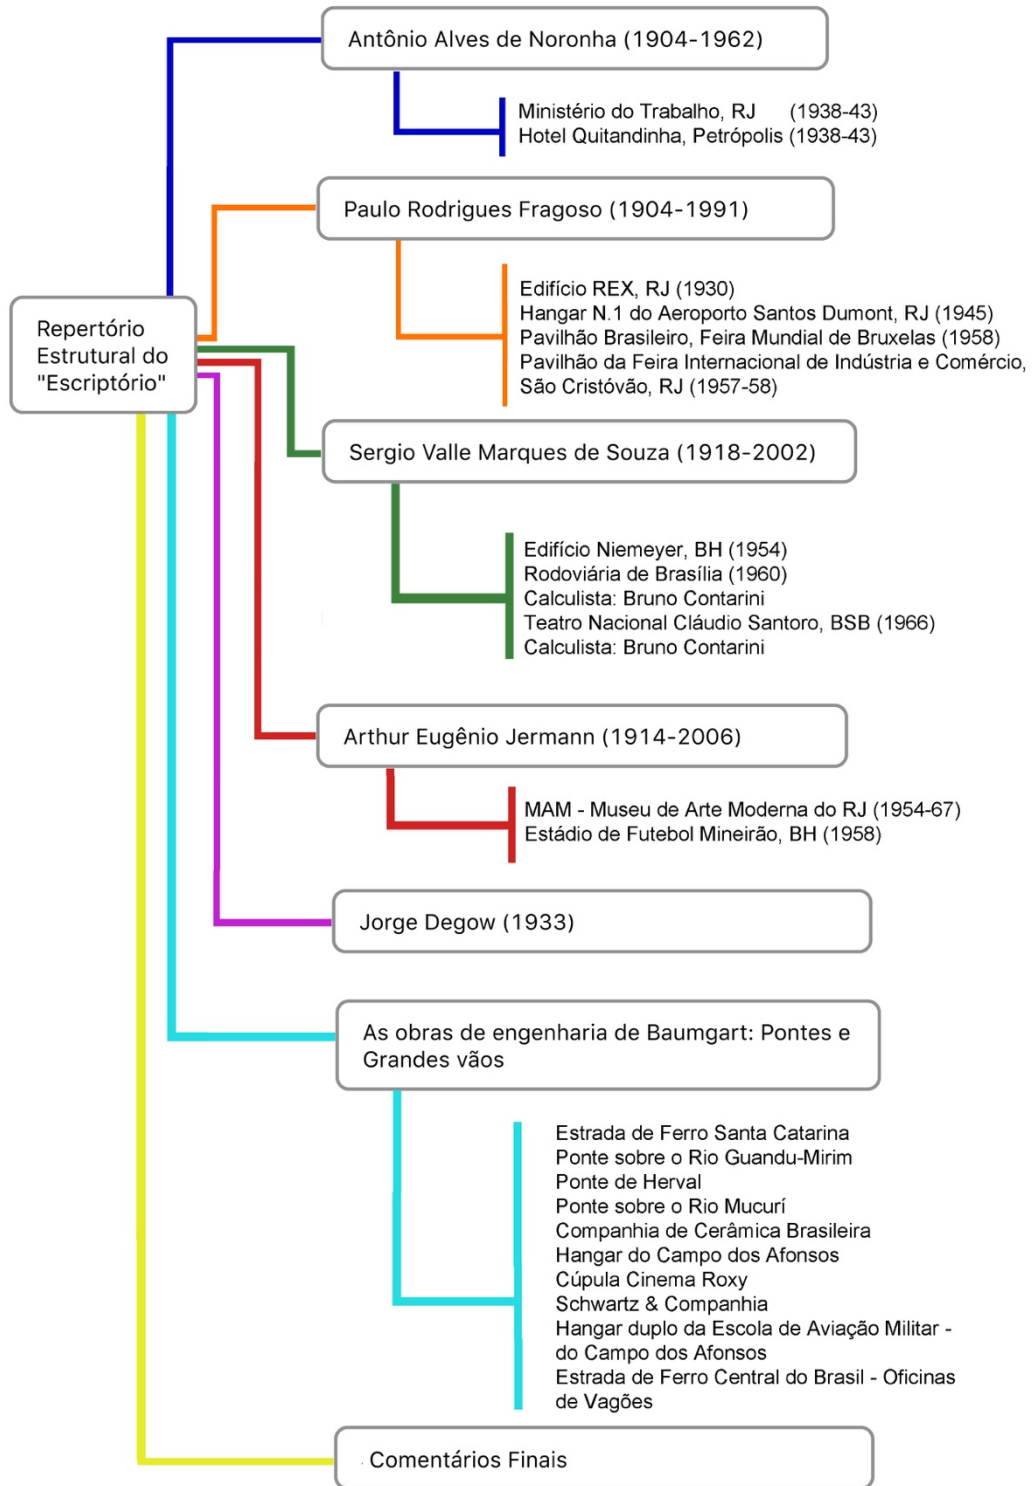 Antônio Alves de Noronha (1904-1962)
Ministério do Trabalho, RJ (1938-43)
Hotel Quitandinha, Petrópolis (1938-43)
Paulo Rodrigues Fragoso (1904-1991)
Edifício REX, RJ (1930)
Hangar N.1 do Aeroporto Santos Dumont, RJ (1945)
Pavilhão Brasileiro, Feira Mundial de Bruxelas (1958)
Pavilhão da Feira Internacional de Indústria e Comércio,
São Cristóvão, RJ (1957-58)
Repertório
Estrutural do
"Escriptório"
Sergio Valle Marques de Souza (1918-2002)
Edifício Niemeyer, BH (1954)
Rodoviária de Brasília (1960)
Calculista: Bruno Contarini
Teatro Nacional Cláudio Santoro, BSB (1966)
Calculista: Bruno Contarini
Arthur Eugênio Jermann (1914-2006)
MAM - Museu de Arte Moderna do RJ (1954-67)
Estádio de Futebol Mineirão, BH (1958)
Jorge Degow (1933)
As obras de engenharia de Baumgart: Pontes e
Grandes vãos
Estrada de Ferro Santa Catarina
Ponte sobre o Rio Guandu-Mirim
Ponte de Herval
Ponte sobre o Rio Mucurí
Companhia de Cerâmica Brasileira
Hangar do Campo dos Afonsos
Cúpula Cinema Roxy
Schwartz & Companhia
Hangar duplo da Escola de Aviação Militar -
do Campo dos Afonsos
Estrada de Ferro Central do Brasil - Oficinas
de Vagões
Comentários Finais